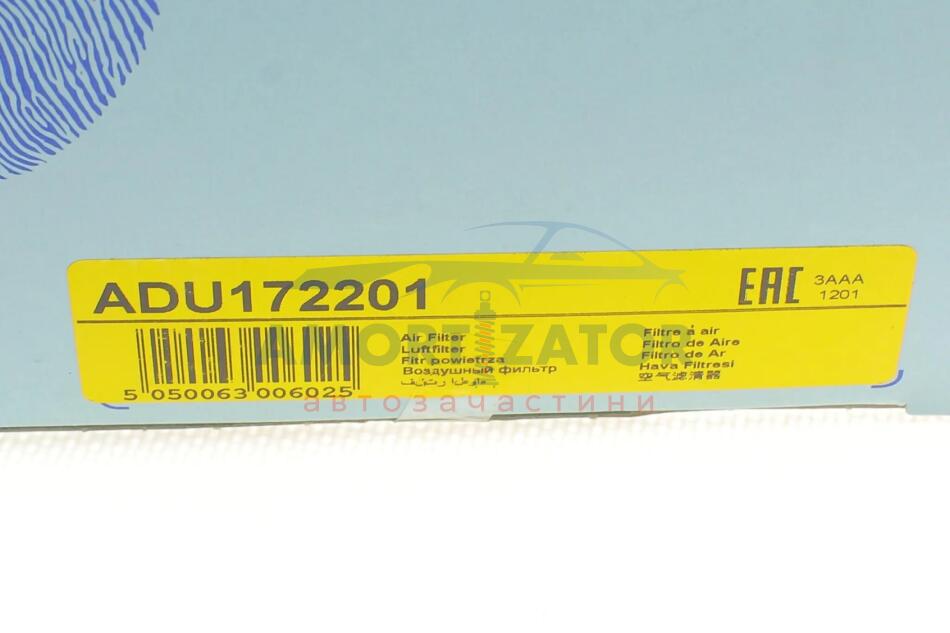 ADU172201
EAC
3AAA
1201
5 050063 006025
Air Filter
Luftfilter
Filtr powietrza
Воздушный фильтр
Filtre à air
Filtro de Aire
Filtro de Ar
Hava Filtresi
空气滤清器
AMORTIZATOR
автозапчастини